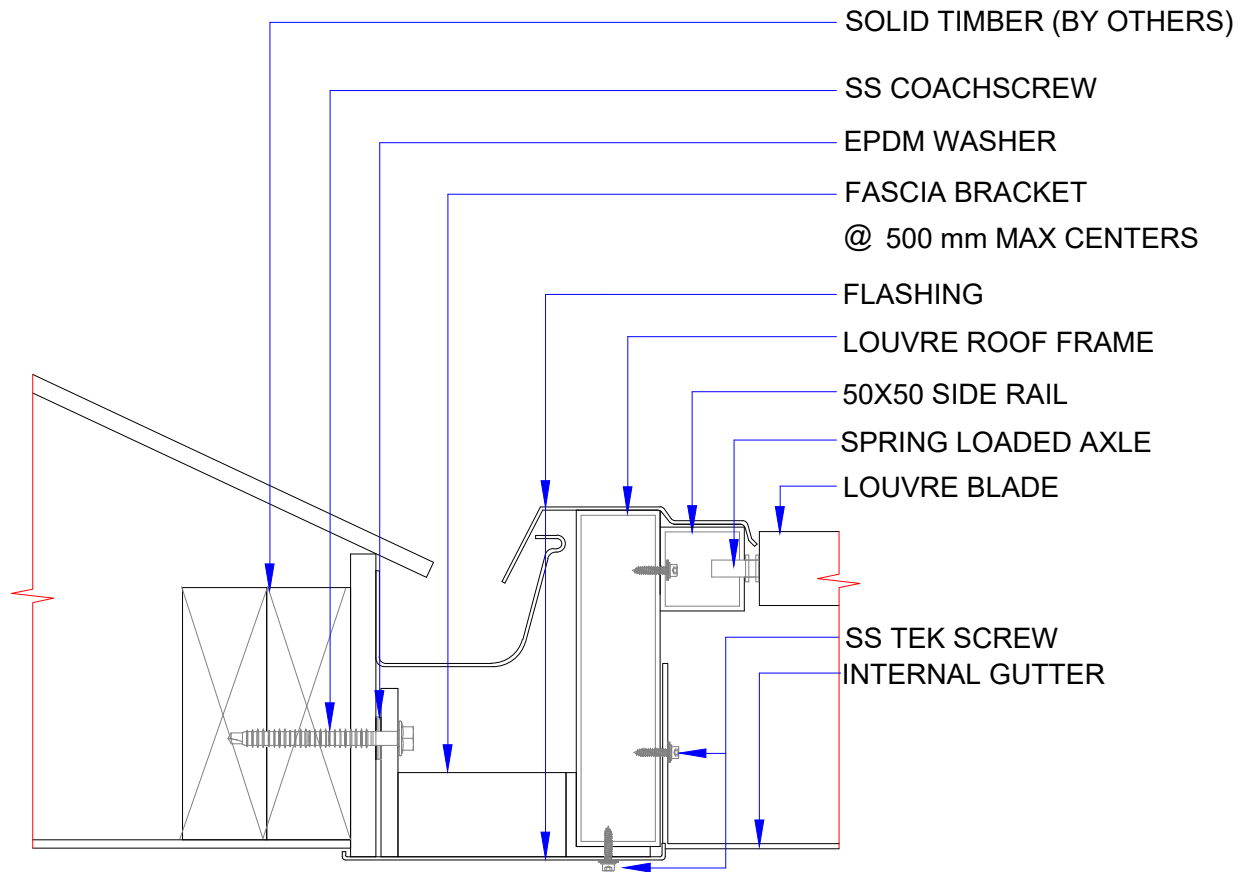 SOLID TIMBER (BY OTHERS)
SS COACHSCREW
EPDM WASHER
FASCIA BRACKET
@ 500 mm MAX CENTERS
FLASHING
LOUVRE ROOF FRAME
50X50 SIDE RAIL
SPRING LOADED AXLE
LOUVRE BLADE
SS TEK SCREW
INTERNAL GUTTER